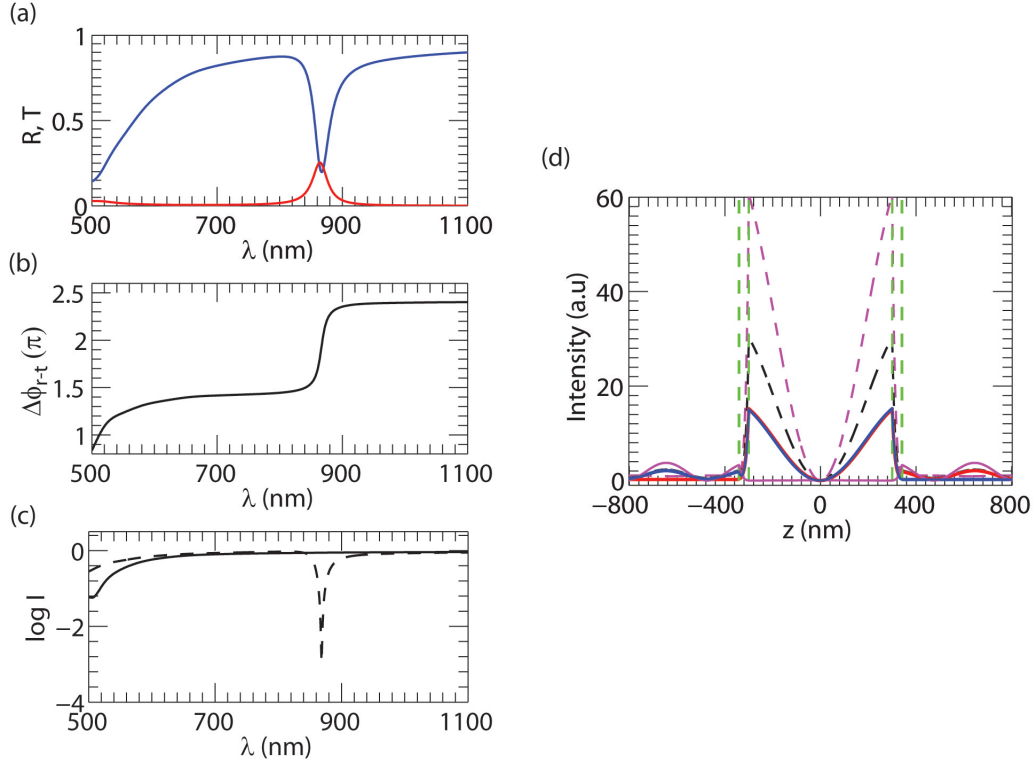 (a)
1
0.5
0
R, T
500
700
900
1100
λ (nm)
(b)
2.5
2
1.5
1
Δϕr-t (π)
500
700
900
1100
(c)
0
−2
−4
log I
500
700
900
1100
λ (nm)
(d)
60
40
20
0
Intensity (a.u)
−800
−400
0
400
800
z (nm)